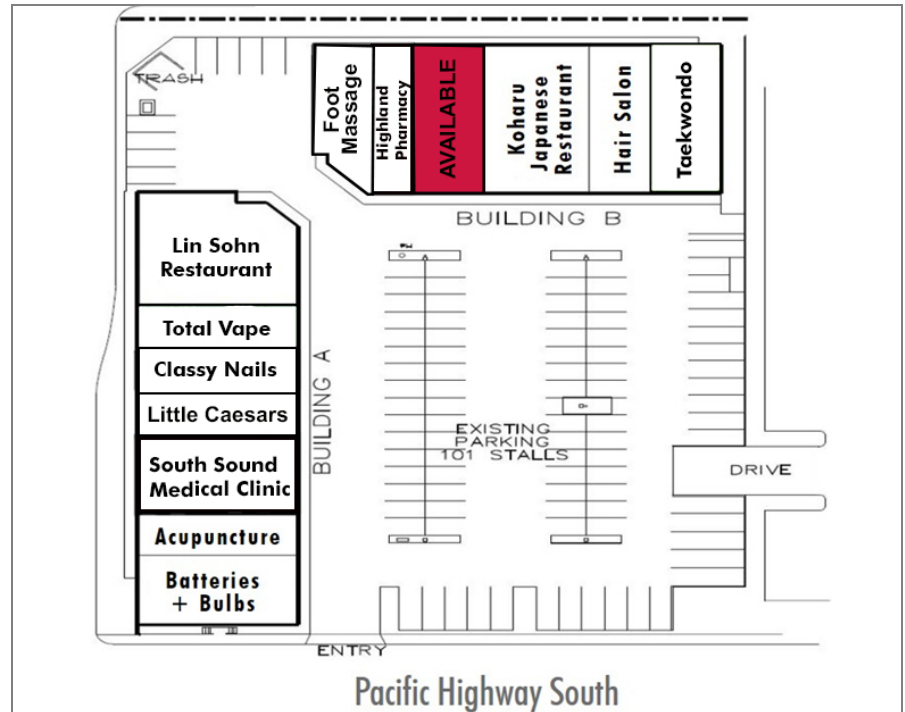 TRASH
Foot
Massage
Highland
Pharmacy
AVAILABLE
Koharu
Japanese
Restaurant
Hair Salon
Taekwondo
BUILDING B
Lin Sohn
Restaurant
Total Vape
Classy Nails
Little Caesars
South Sound
Medical Clinic
Acupuncture
Batteries
+ Bulbs
BUILDING A
EXISTING
PARKING
101 STALLS
DRIVE
ENTRY
Pacific Highway South